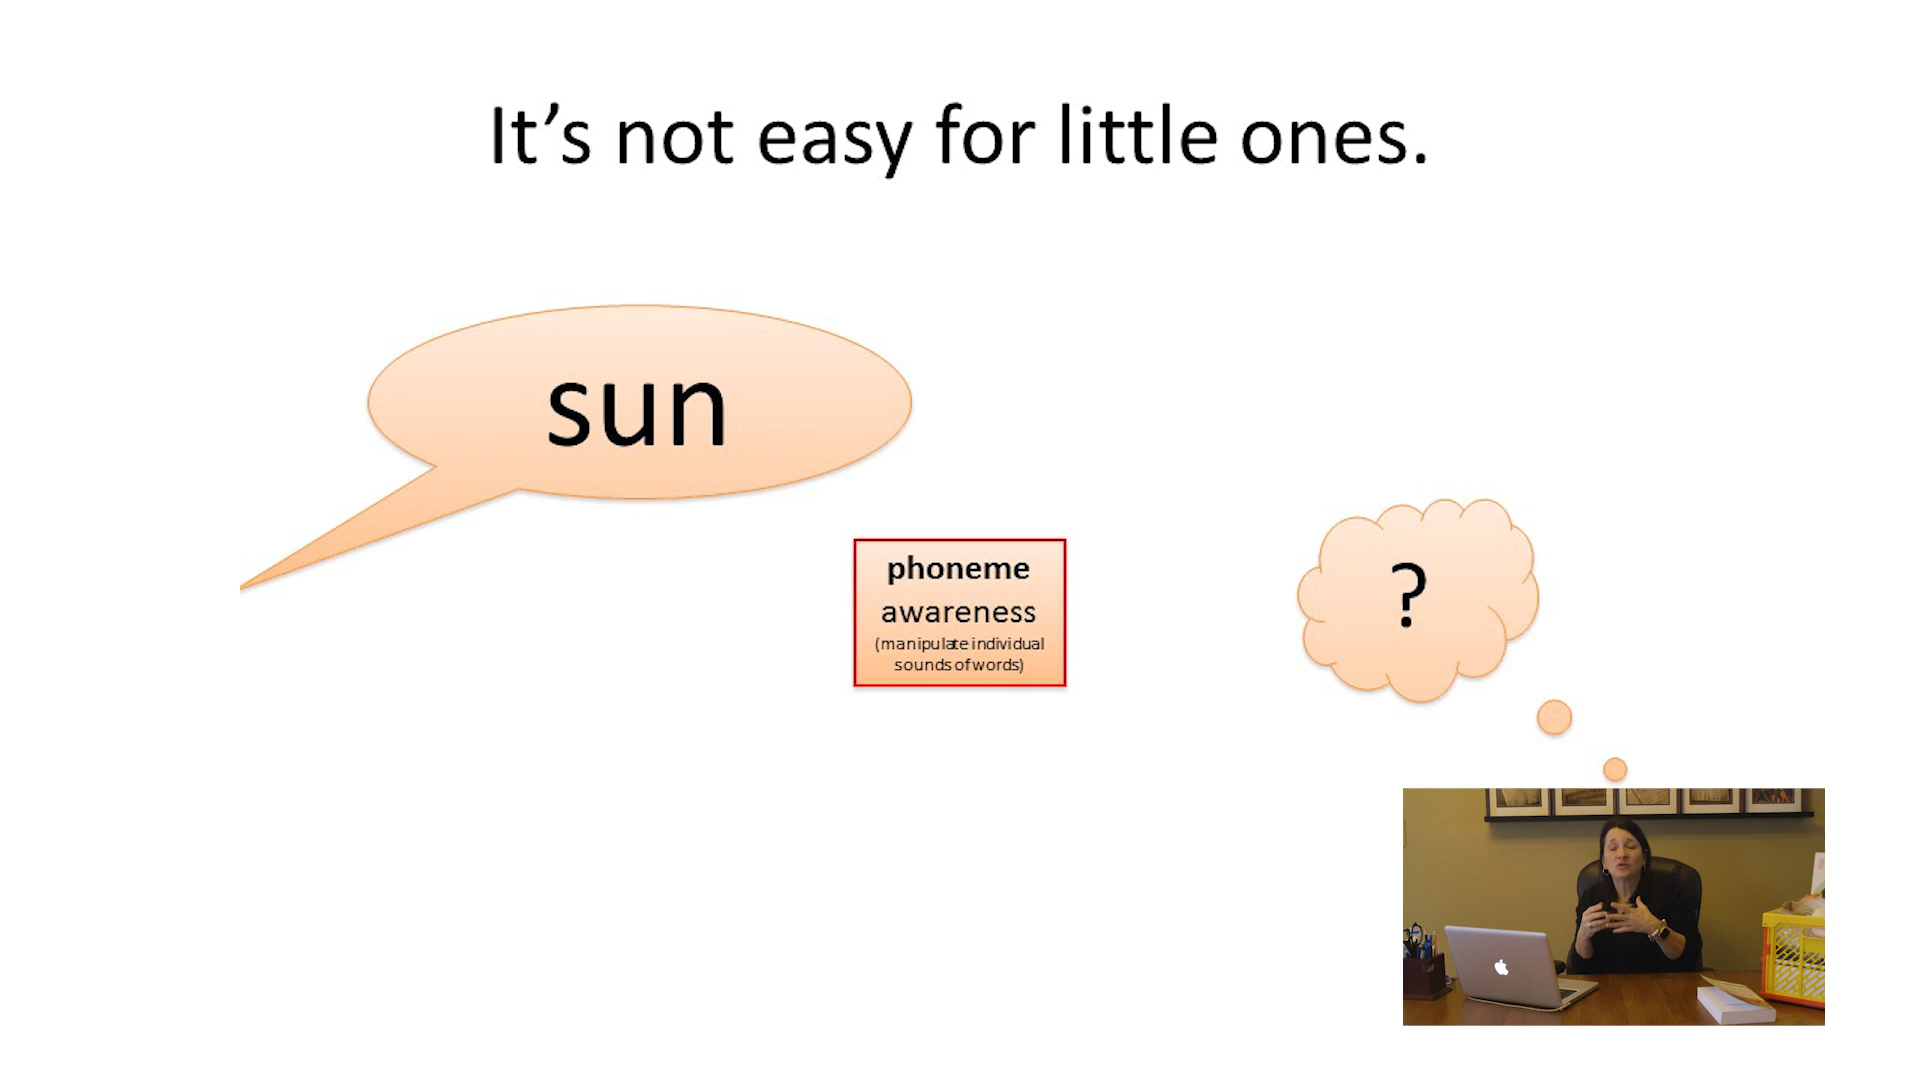 It’s not easy for little ones.
sun
phoneme
awareness
(manipulate individual
sounds of words)
?